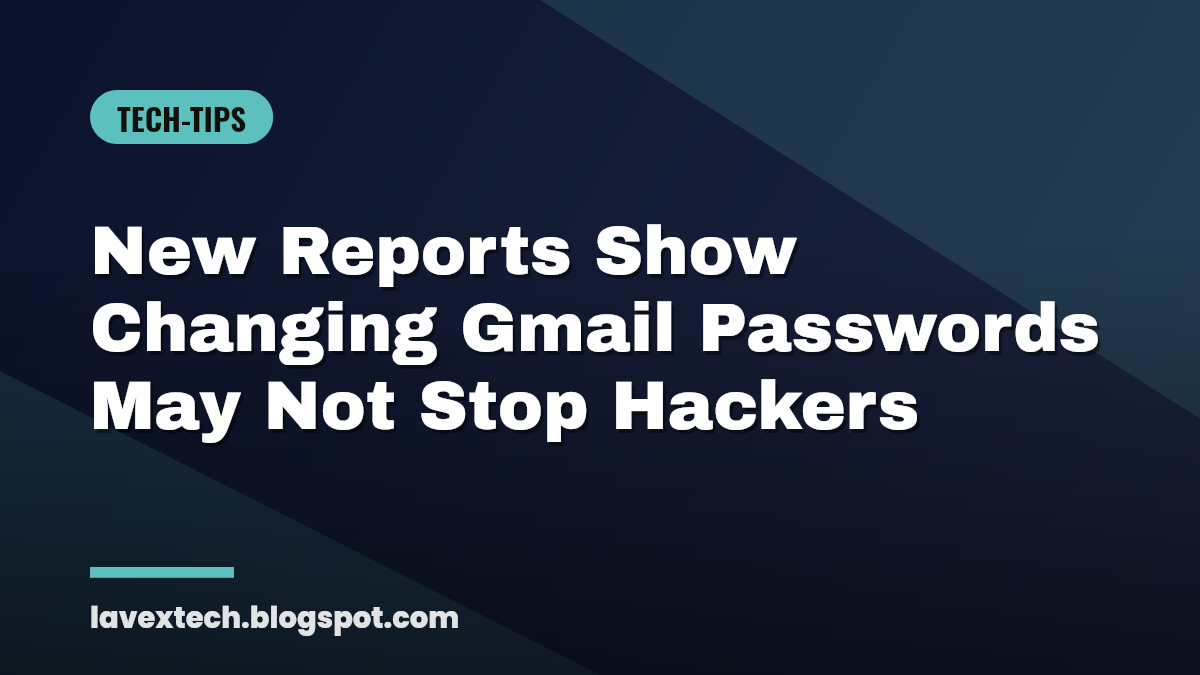 TECH-TIPS
New Reports Show
Changing Gmail Passwords
May Not Stop Hackers
lavextech.blogspot.com